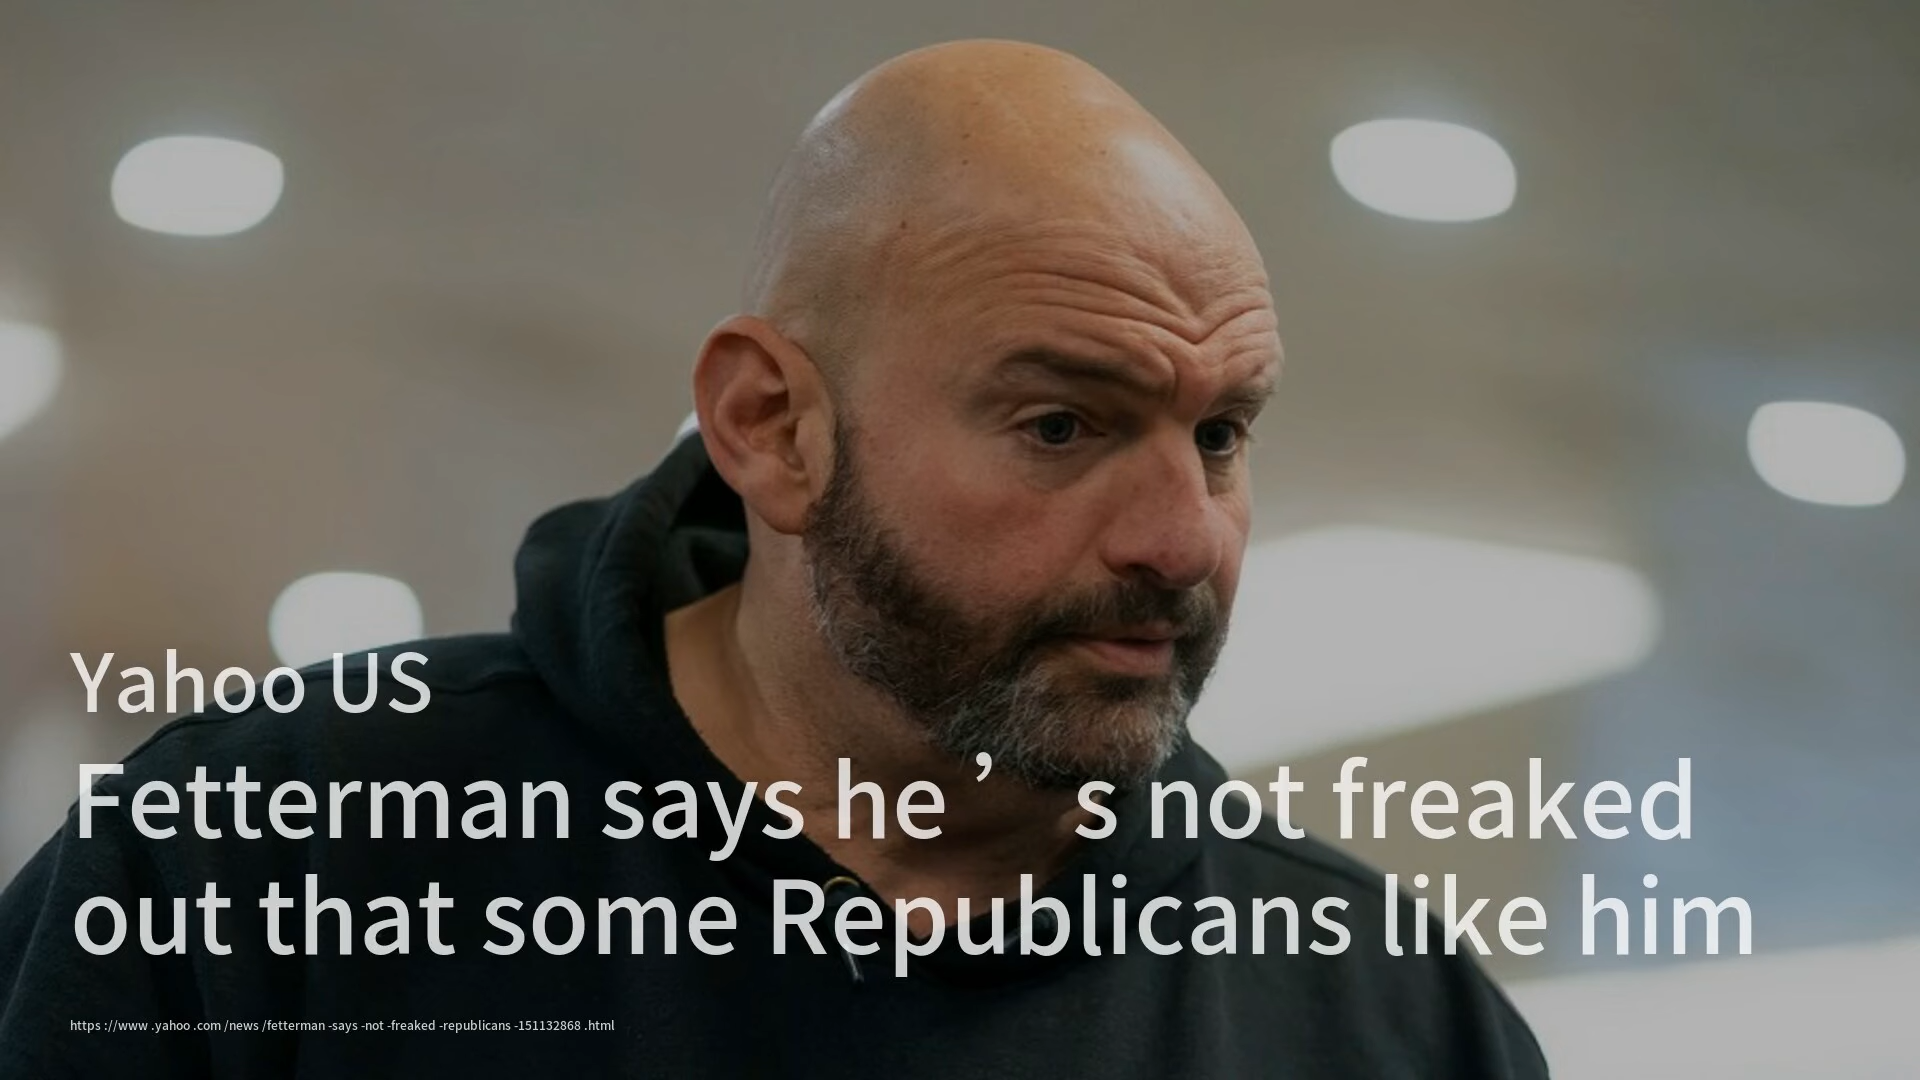 Yahoo US
Fetterman says he’s not freaked
out that some Republicans like him
https://www.yahoo.com/news/fetterman-says-not-freaked-republicans-151132868.html